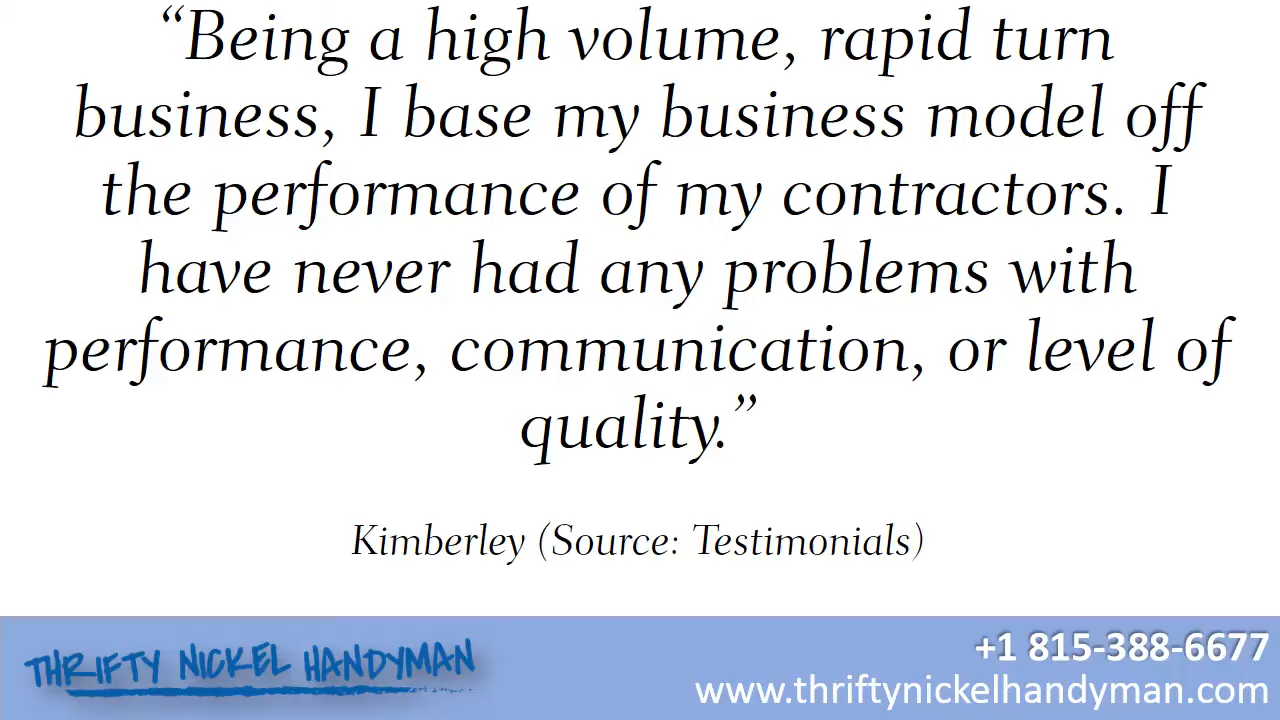 “Being a high volume, rapid turn
business, I base my business model off
the performance of my contractors. I
have never had any problems with
performance, communication, or level of
quality.”
Kimberley (Source: Testimonials)
THRIFTY NICKEL HANDYMAN
+1 815-388-6677
www.thriftynickelhandyman.com